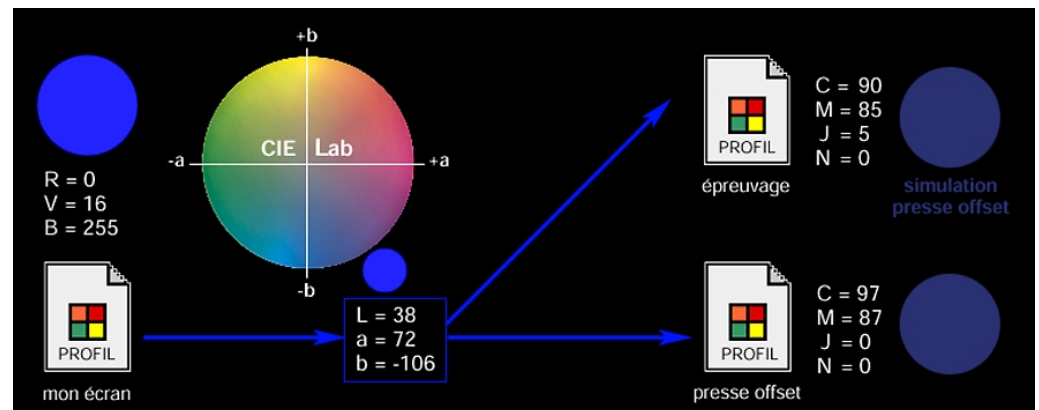 R = 0
V = 16
B = 255
PROFIL
mon écran
+b
-a
CIE Lab
+a
-b
L = 38
a = 72
b = -106
PROFIL
épreuvage
C = 90
M = 85
J = 5
N = 0
simulation
presse offset
PROFIL
presse offset
C = 97
M = 87
J = 0
N = 0